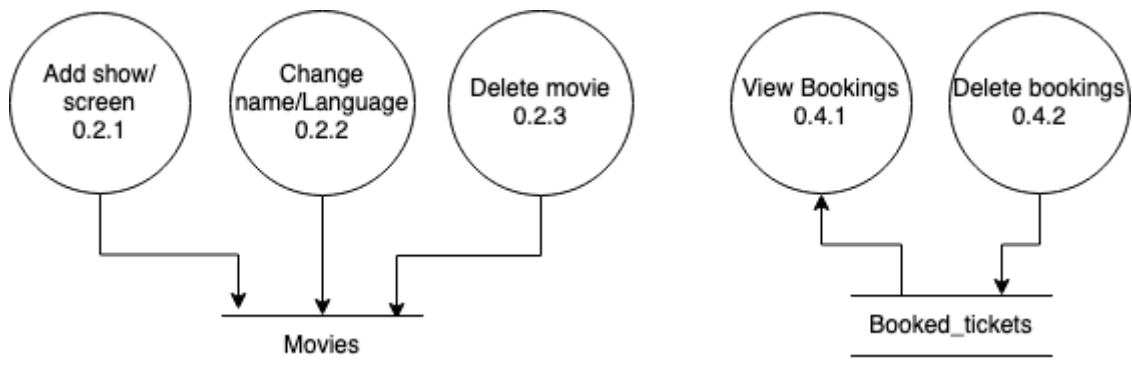 Add show/
screen
0.2.1
Change
name/Language
0.2.2
Delete movie
0.2.3
View Bookings
0.4.1
Delete bookings
0.4.2
Movies
Booked_tickets